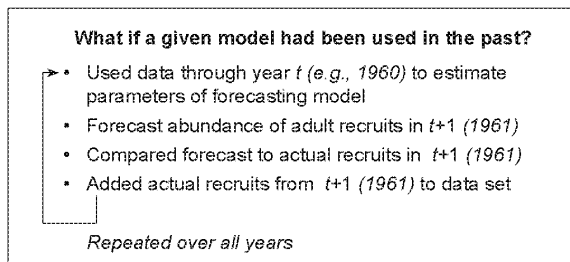 What if a given model had been used in the past?
• Used data through year t (e.g., 1960) to estimate
parameters of forecasting model
• Forecast abundance of adult recruits in t+1 (1961)
• Compared forecast to actual recruits in t+1 (1961)
• Added actual recruits from t+1 (1961) to data set
Repeated over all years